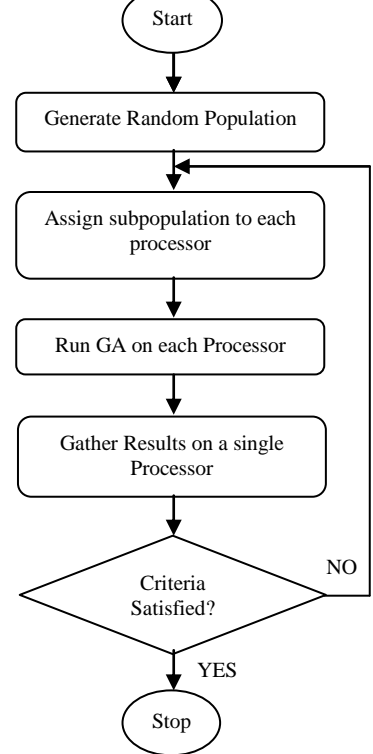 Start
Generate Random Population
Assign subpopulation to each
processor
Run GA on each Processor
Gather Results on a single
Processor
Criteria
Satisfied?
NO
YES
Stop